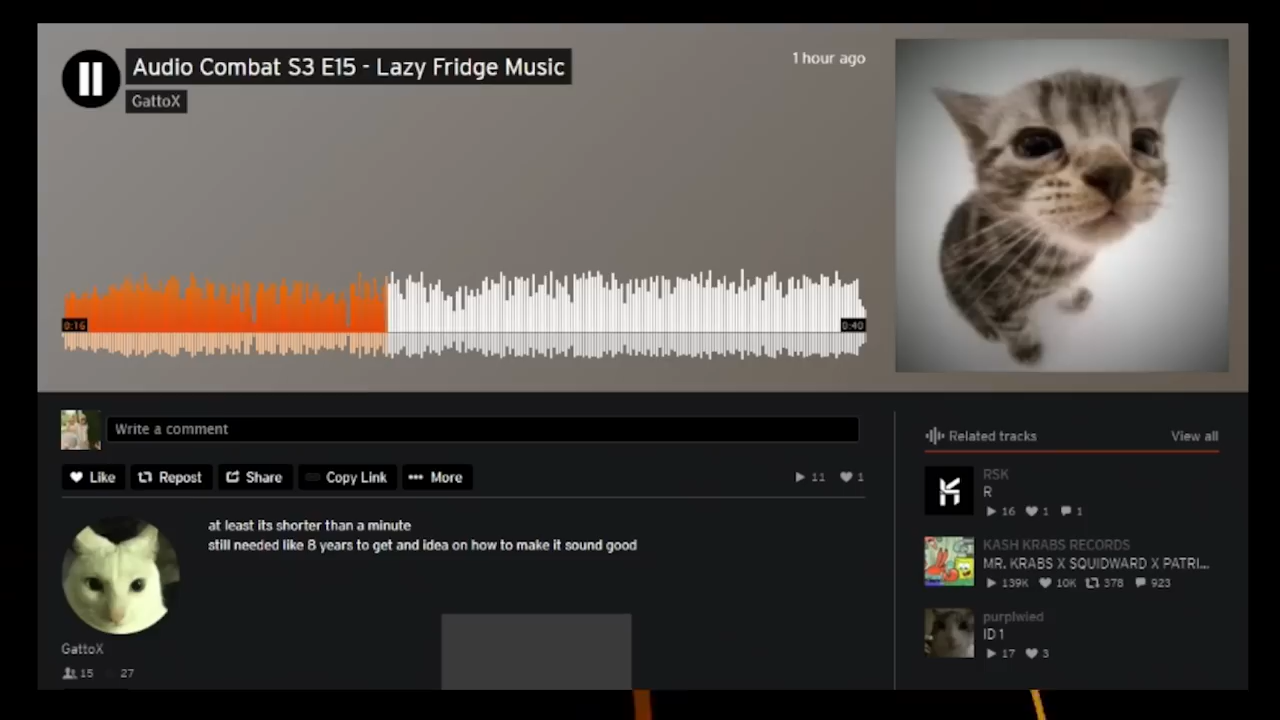 Audio Combat S3 E15 - Lazy Fridge Music
GattoX
1 hour ago
0:16
0:40
Write a comment
Like
Repost
Share
Copy Link
More
11
1
at least its shorter than a minute
still needed like 8 years to get and idea on how to make it sound good
GattoX
15
27
Related tracks
View all
RSK
R
16 1 1
KASH KRABS RECORDS
MR. KRABS X SQUIDWARD X PATRI...
139K 10K 378 923
purplwied
ID 1
17 3